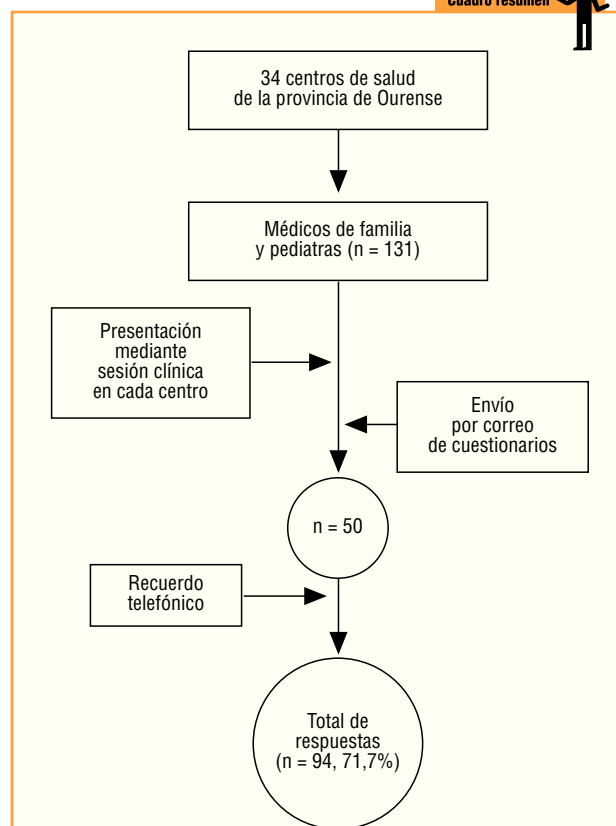 Cuadro resumen
34 centros de salud
de la provincia de Ourense
Médicos de familia
y pediatras (n = 131)
Presentación
mediante
sesión clínica
en cada centro
Envío
por correo
de cuestionarios
n = 50
Recuerdo
telefónico
Total de
respuestas
(n = 94, 71,7%)